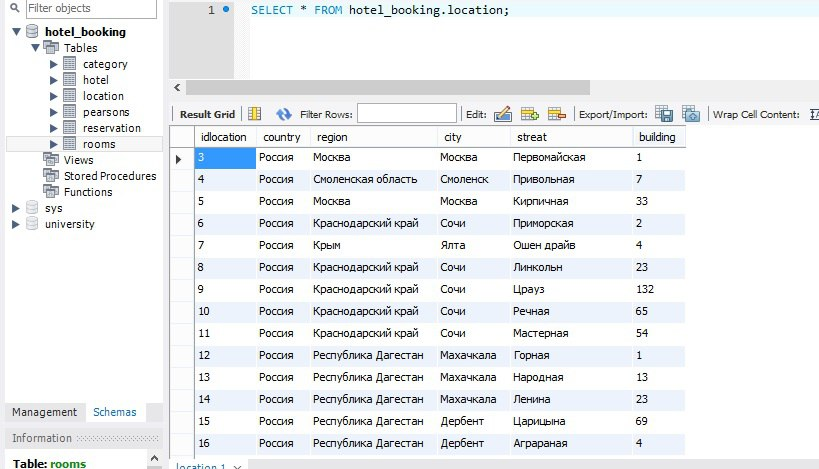 Filter objects
hotel_booking
Tables
category
hotel
location
pearsons
reservation
rooms
Views
Stored Procedures
Functions
sys
university
Management Schemas
Information
Table: rooms
1 SELECT * FROM hotel_booking.location;
Result Grid Filter Rows: Edit: Export/Import: Wrap Cell Content:
idlocation country region city streat building
3 Россия Москва Москва Первомайская 1
4 Россия Смоленская область Смоленск Привольная 7
5 Россия Москва Москва Кирпичная 33
6 Россия Краснодарский край Сочи Приморская 2
7 Россия Крым Ялта Ошен драйв 4
8 Россия Краснодарский край Сочи Линкольн 23
9 Россия Краснодарский край Сочи Црауз 132
10 Россия Краснодарский край Сочи Речная 65
11 Россия Краснодарский край Сочи Мастерная 54
12 Россия Республика Дагестан Махачкала Горная 1
13 Россия Республика Дагестан Махачкала Народная 13
14 Россия Республика Дагестан Махачкала Ленина 23
15 Россия Республика Дагестан Дербент Царицына 69
16 Россия Республика Дагестан Дербент Аграраная 4
location 1